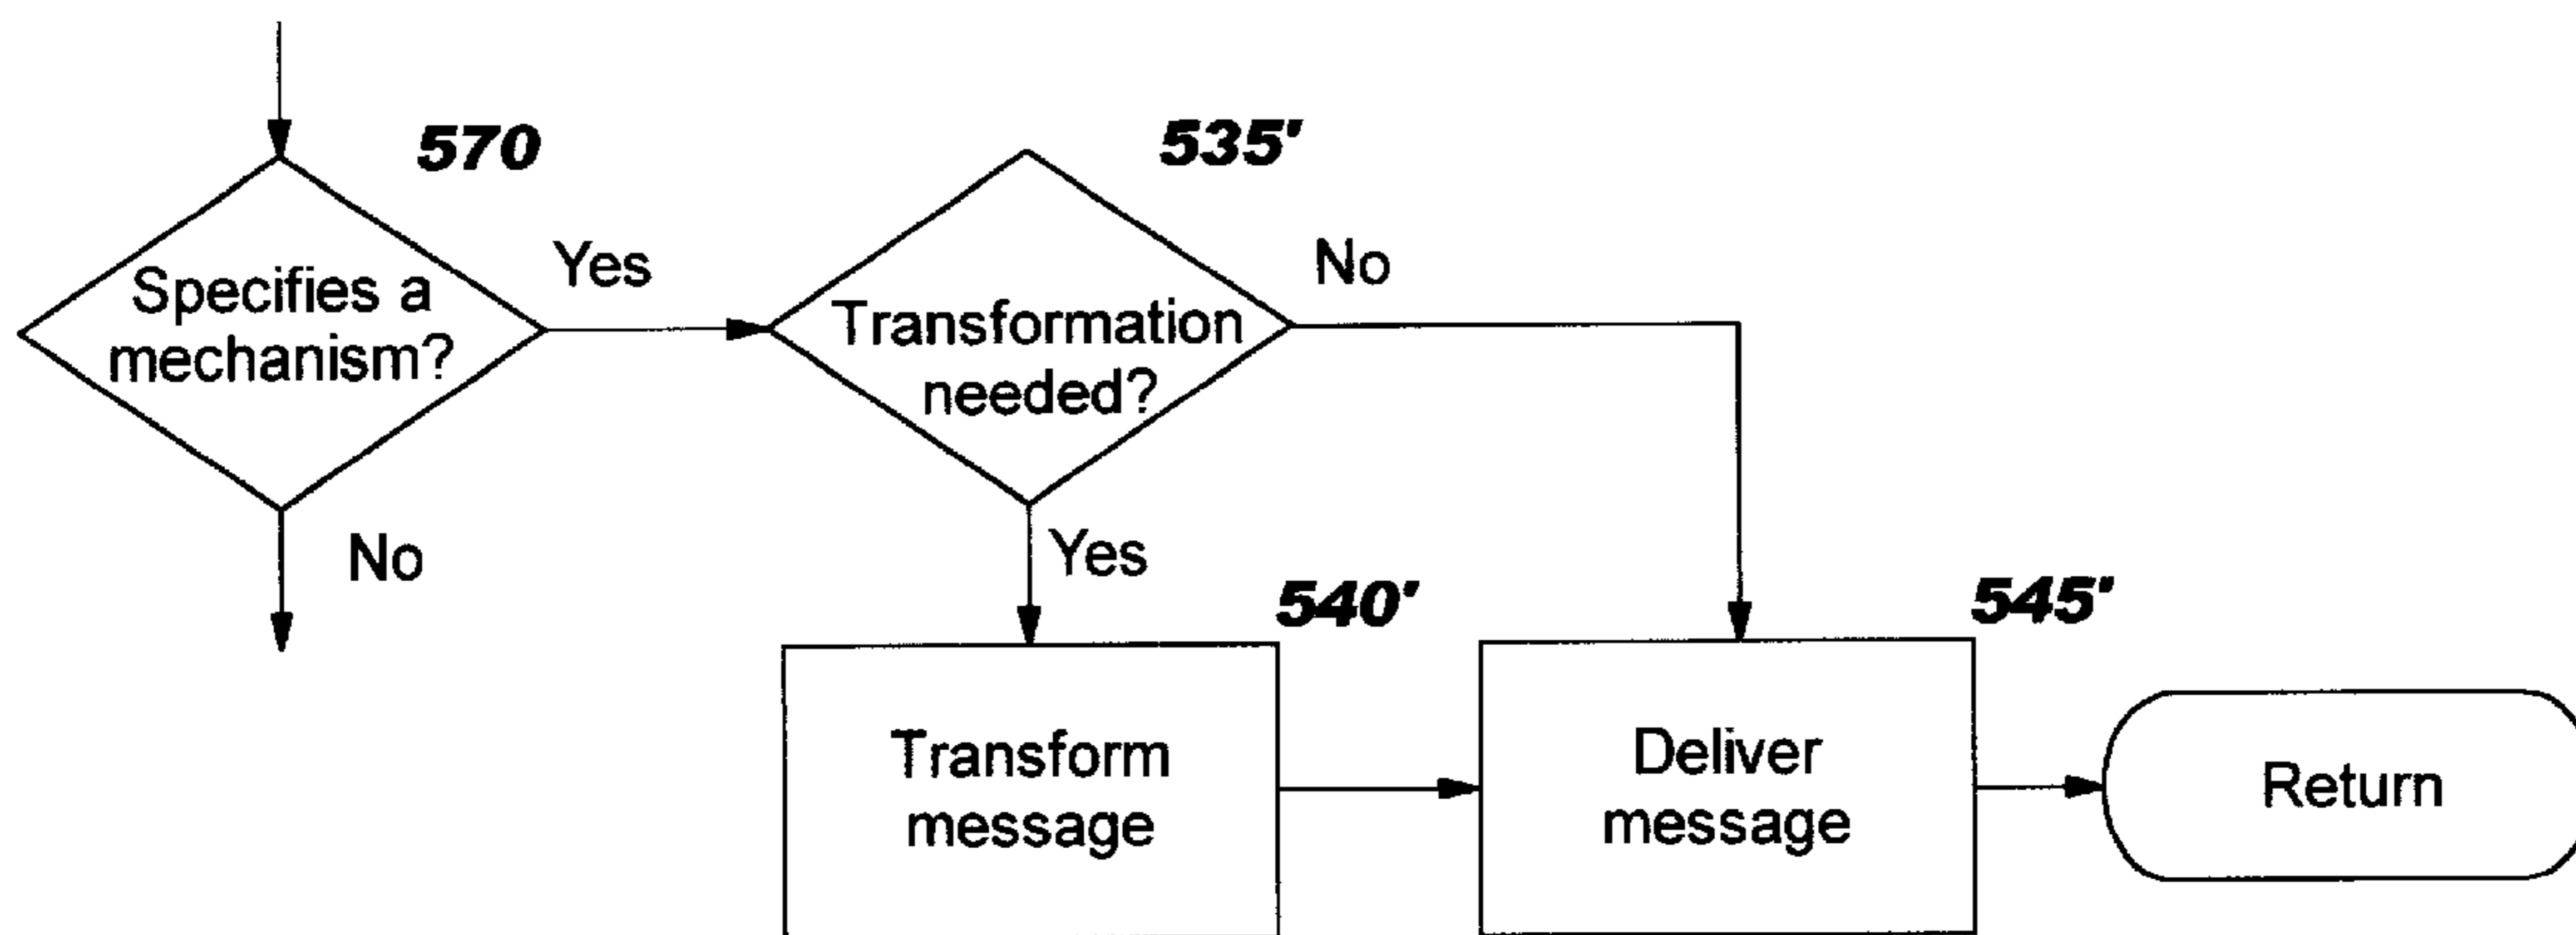 570
535'
Specifies a
mechanism?
Yes
Transformation
needed?
No
No
Yes
540'
545'
Transform
message
Deliver
message
Return